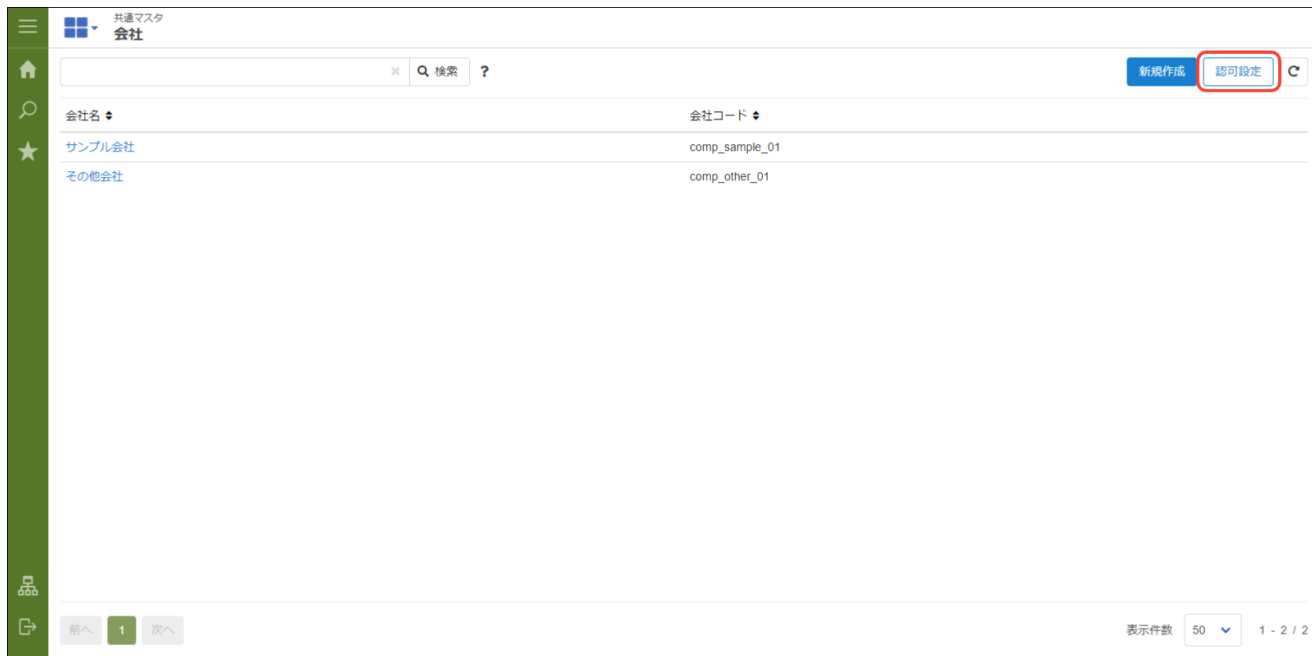 共通マスタ
会社
検索 ?
新規作成 認可設定
会社名 会社コード
サンプル会社 comp_sample_01
その他会社 comp_other_01
前へ 1 次へ 表示件数 50 1 - 2 / 2